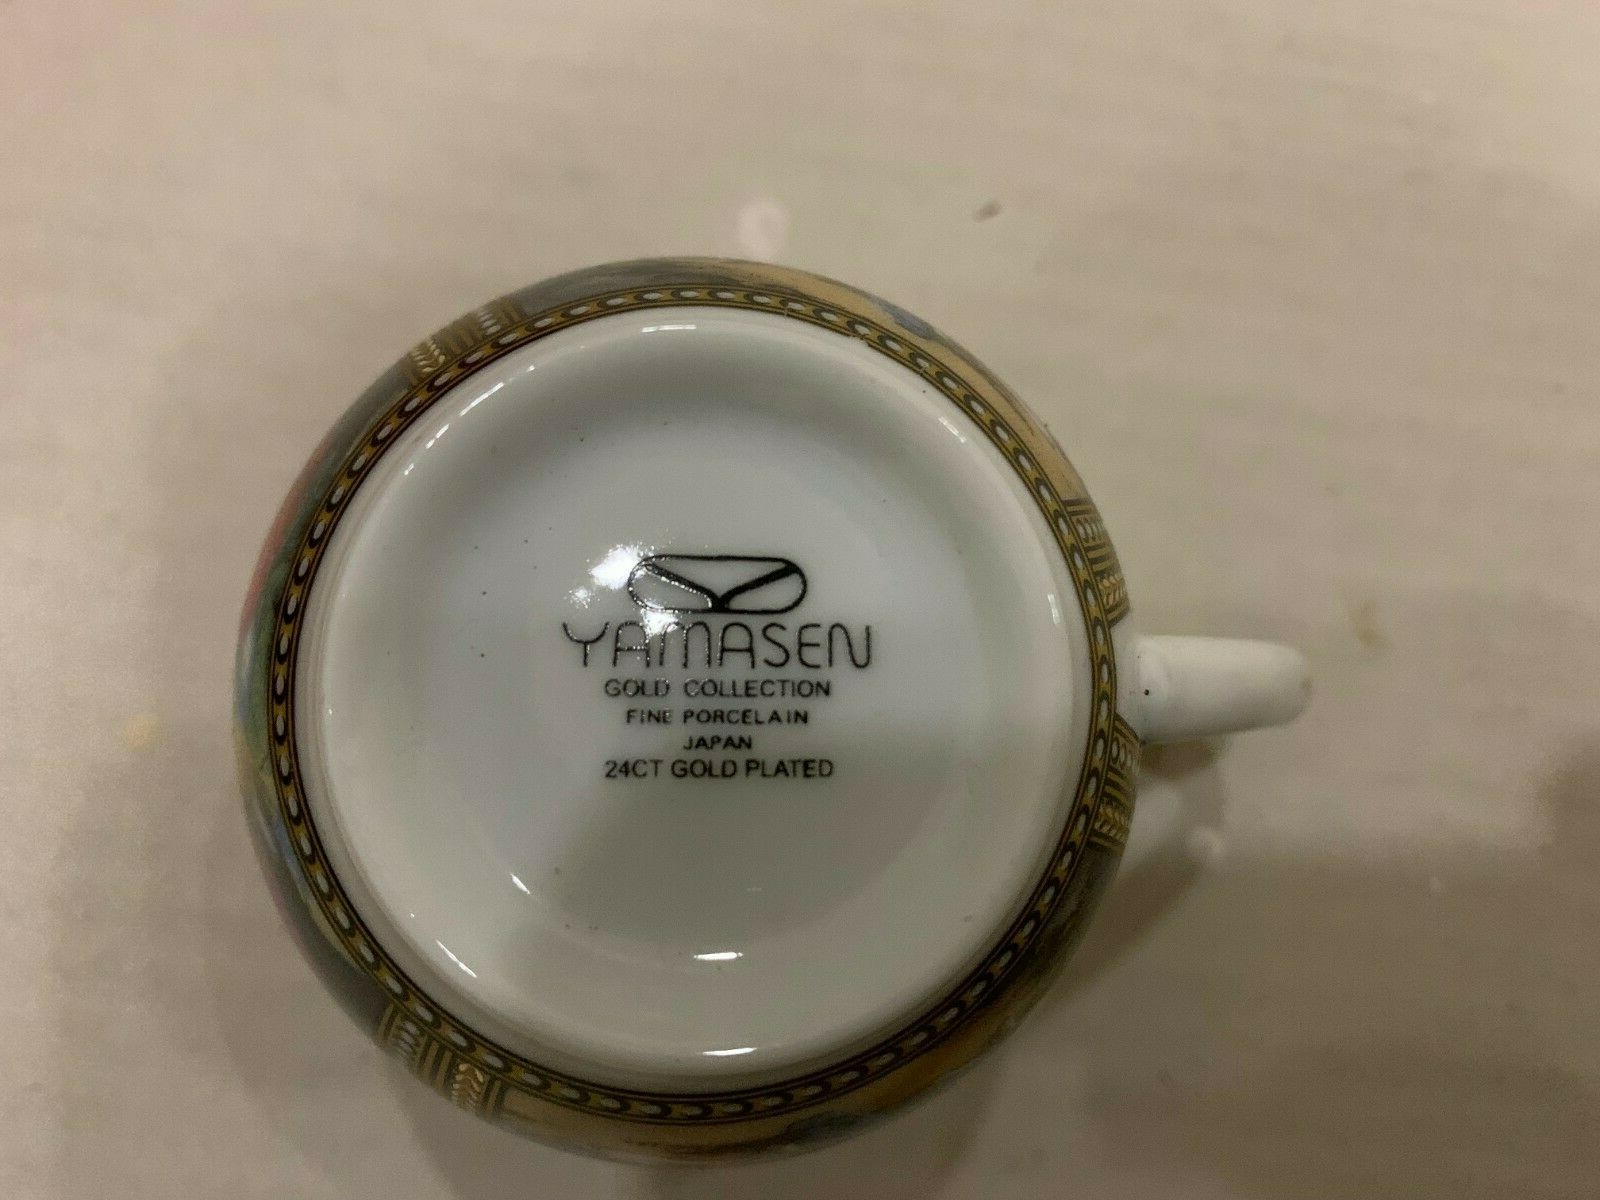 YAMASEN
GOLD COLLECTION
FINE PORCELAIN
JAPAN
24CT GOLD PLATED